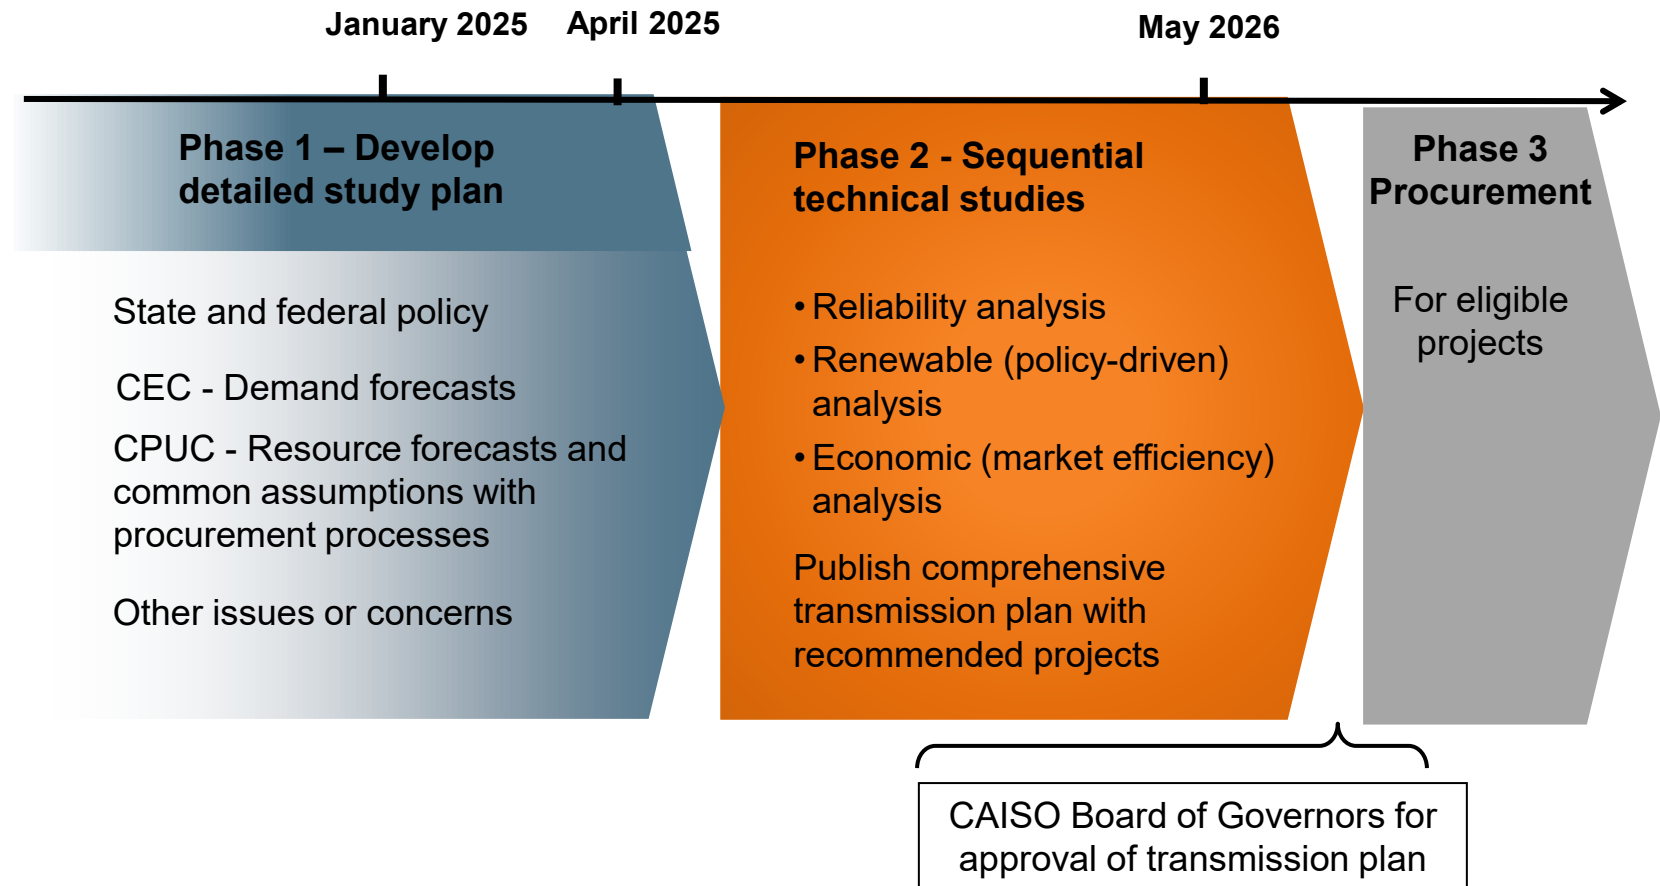 January 2025
April 2025
May 2026
Phase 1 – Develop
detailed study plan
State and federal policy
CEC - Demand forecasts
CPUC - Resource forecasts and
common assumptions with
procurement processes
Other issues or concerns
Phase 2 - Sequential
technical studies
• Reliability analysis
• Renewable (policy-driven)
analysis
• Economic (market efficiency)
analysis
Publish comprehensive
transmission plan with
recommended projects
Phase 3
Procurement
For eligible
projects
CAISO Board of Governors for
approval of transmission plan